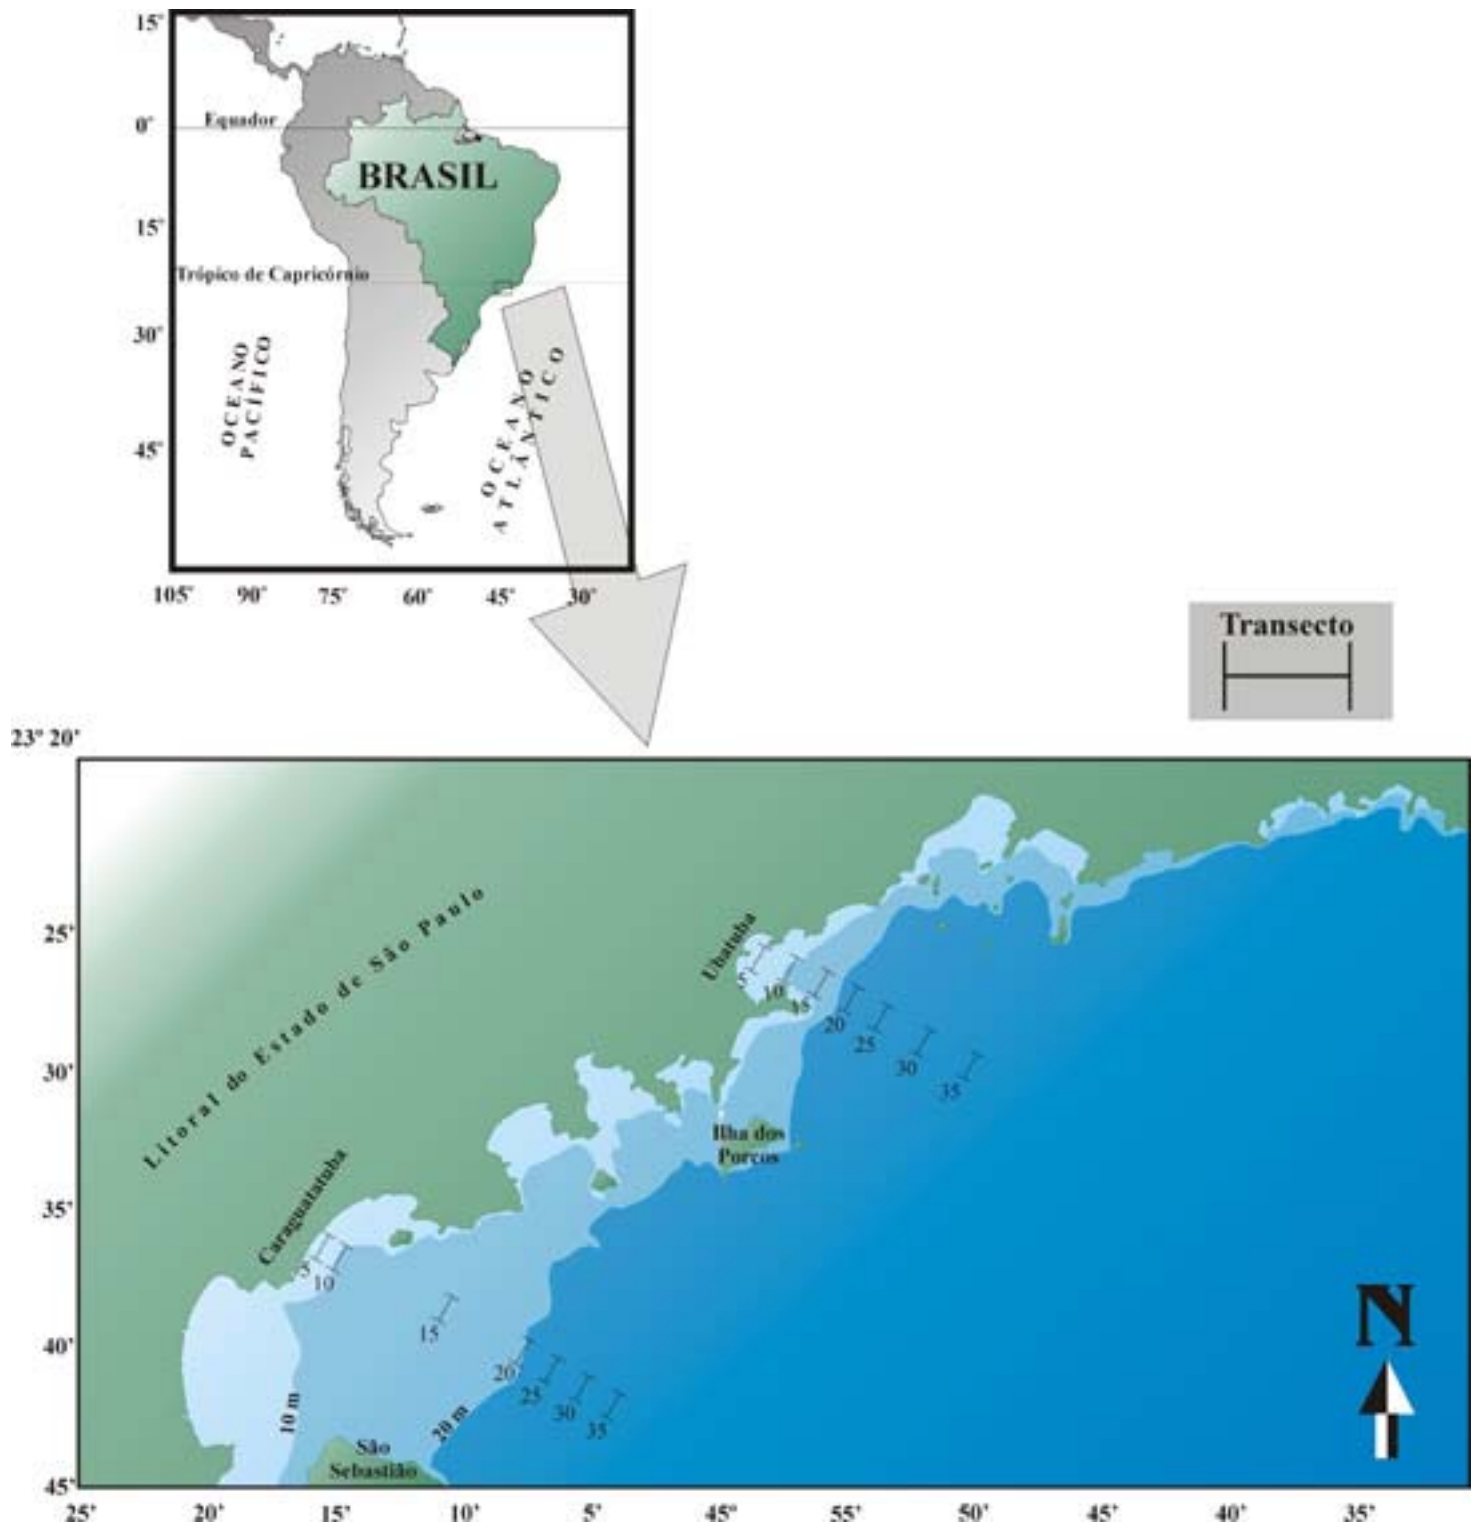 15°
Equador
0°
BRASIL
15°
Trópico de Capricórnio
30°
OCEANO
PACÍFICO
OCEANO
ATLÂNTICO
45°
105° 90° 75° 60° 45° 30°
Transecto
23º 20'
Litoral do Estado de São Paulo
25'
Ubatuba
5
10
15
20
25
30
35
30'
Ilha dos
Porcos
35'
Caraguatatuba
5
10
15
20
25
30
35
40'
N
10 m
20 m
São
Sebastião
45'
25' 20' 15' 10' 5' 45º 55' 50' 45' 40' 35'